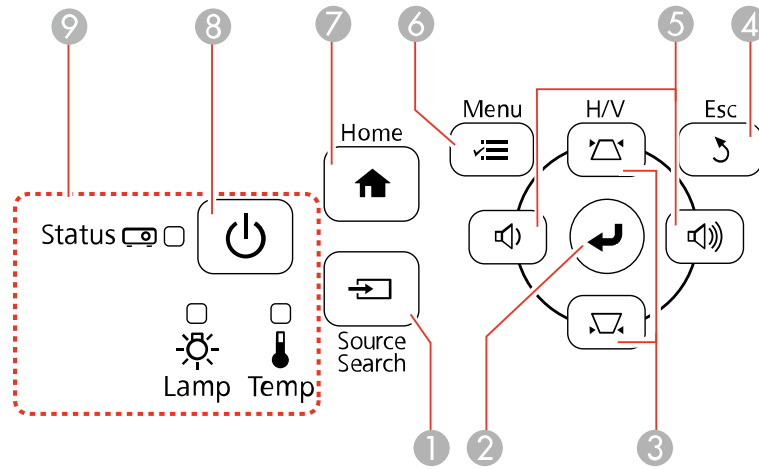 9 8 7 6 5 4
Menu H/V Esc
Home
Status
Source
Search
Lamp Temp
1 2 3